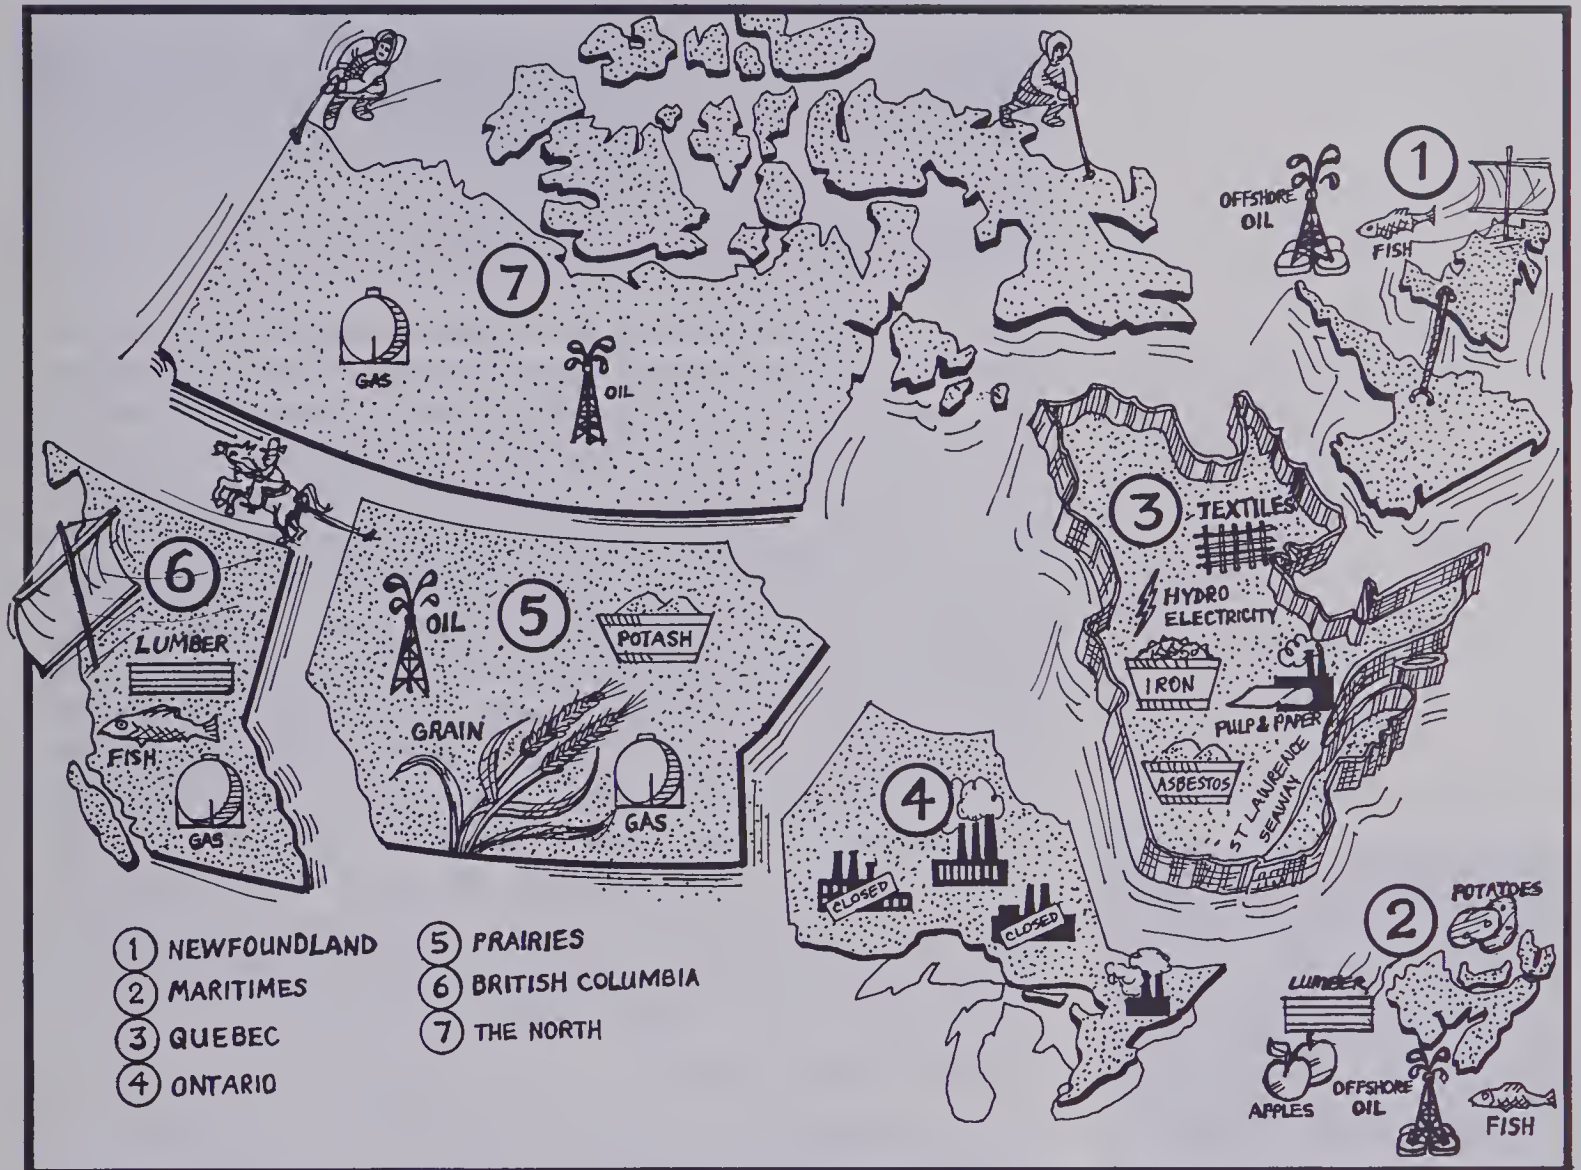 7
GAS
OIL
1
OFFSHORE
OIL
FISH
6
LUMBER
FISH
GAS
OIL
5
POTASH
GRAIN
GAS
3
TEXTILES
HYDRO
ELECTRICITY
IRON
PULP & PAPER
ASBESTOS
ST LAWRENCE
SEAWAY
4
CLOSED
CLOSED
2
POTATOES
LUMBER
APPLES
OFFSHORE
OIL
FISH
1 NEWFOUNDLAND
2 MARITIMES
3 QUEBEC
4 ONTARIO
5 PRAIRIES
6 BRITISH COLUMBIA
7 THE NORTH